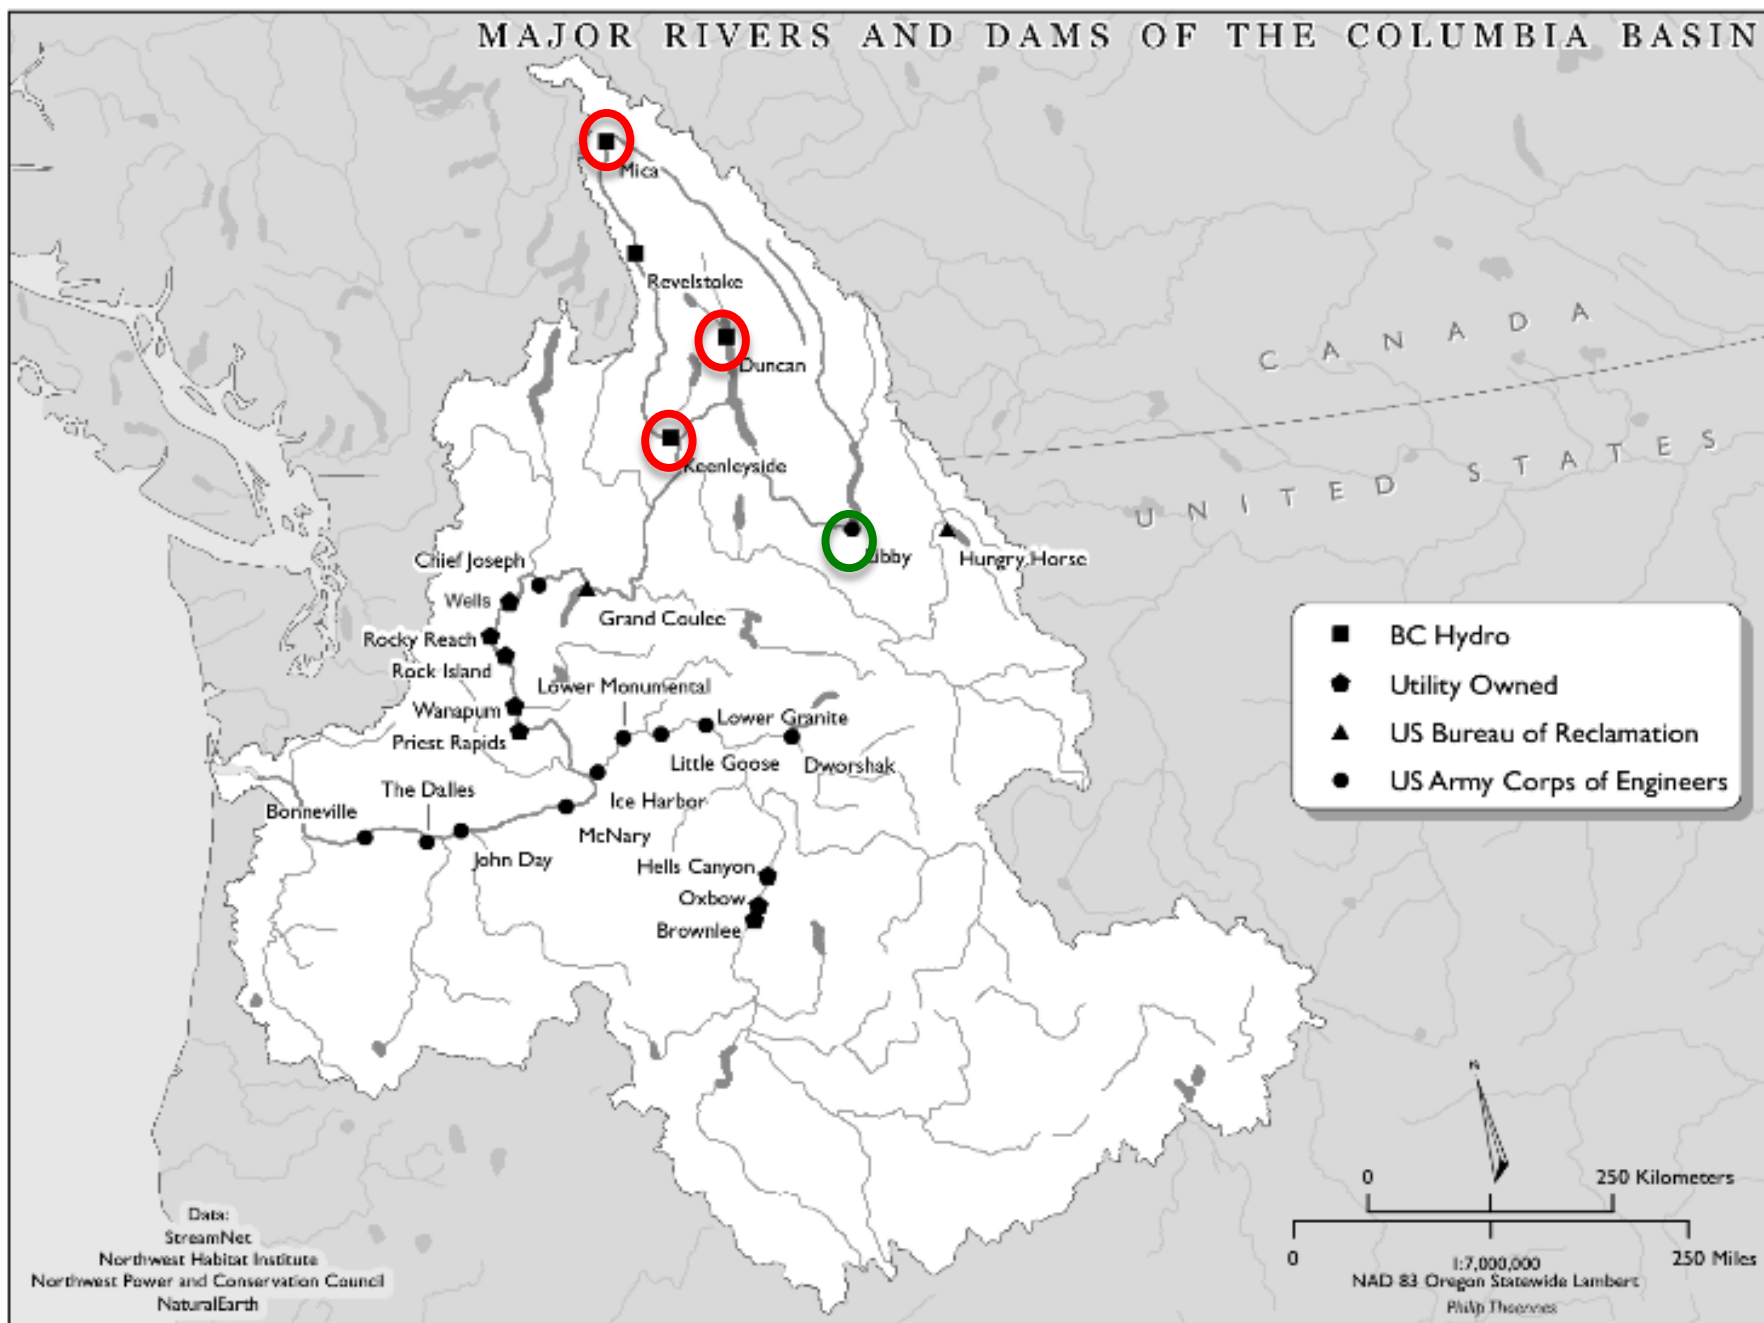 MAJOR RIVERS AND DAMS OF THE COLUMBIA BASIN
Mica
Revelstoke
Duncan
Keenleyside
CANADA
UNITED STATES
Hungry Horse
Chief Joseph
Wells
Grand Coulee
Rocky Reach
Rock Island
Lower Monumental
Wanapum
Lower Granite
Priest Rapids
Little Goose
Dworshak
The Dalles
Ice Harbor
Bonneville
McNary
John Day
Hells Canyon
Oxbow
Brownlee
BC Hydro
Utility Owned
US Bureau of Reclamation
US Army Corps of Engineers
N
0 250 Kilometers
0 250 Miles
1:7,000,000
NAD 83 Oregon Statewide Lambert
Data:
StreamNet
Northwest Habitat Institute
Northwest Power and Conservation Council
NaturalEarth